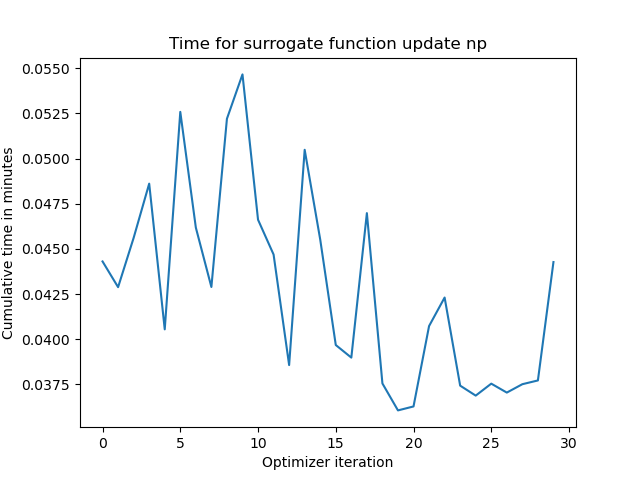 Time for surrogate function update np
Cumulative time in minutes
0.0550
0.0525
0.0500
0.0475
0.0450
0.0425
0.0400
0.0375
0 5 10 15 20 25 30
Optimizer iteration